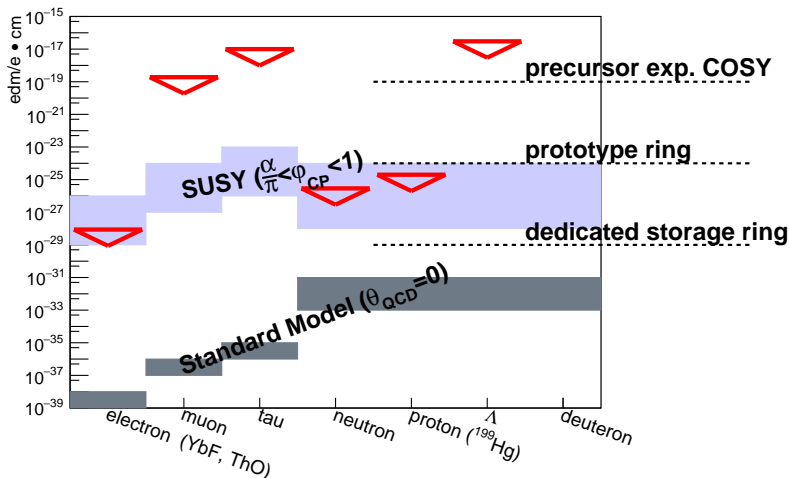 edm/e • cm
10⁻¹⁵
10⁻¹⁷
10⁻¹⁹
10⁻²¹
10⁻²³
10⁻²⁵
10⁻²⁷
10⁻²⁹
10⁻³¹
10⁻³³
10⁻³⁵
10⁻³⁷
10⁻³⁹
precursor exp. COSY
prototype ring
dedicated storage ring
SUSY (α/π<φ_CP<1)
Standard Model (θ_QCD=0)
electron (YbF, ThO)
muon
tau
neutron
proton (¹⁹⁹Hg)
Λ
deuteron